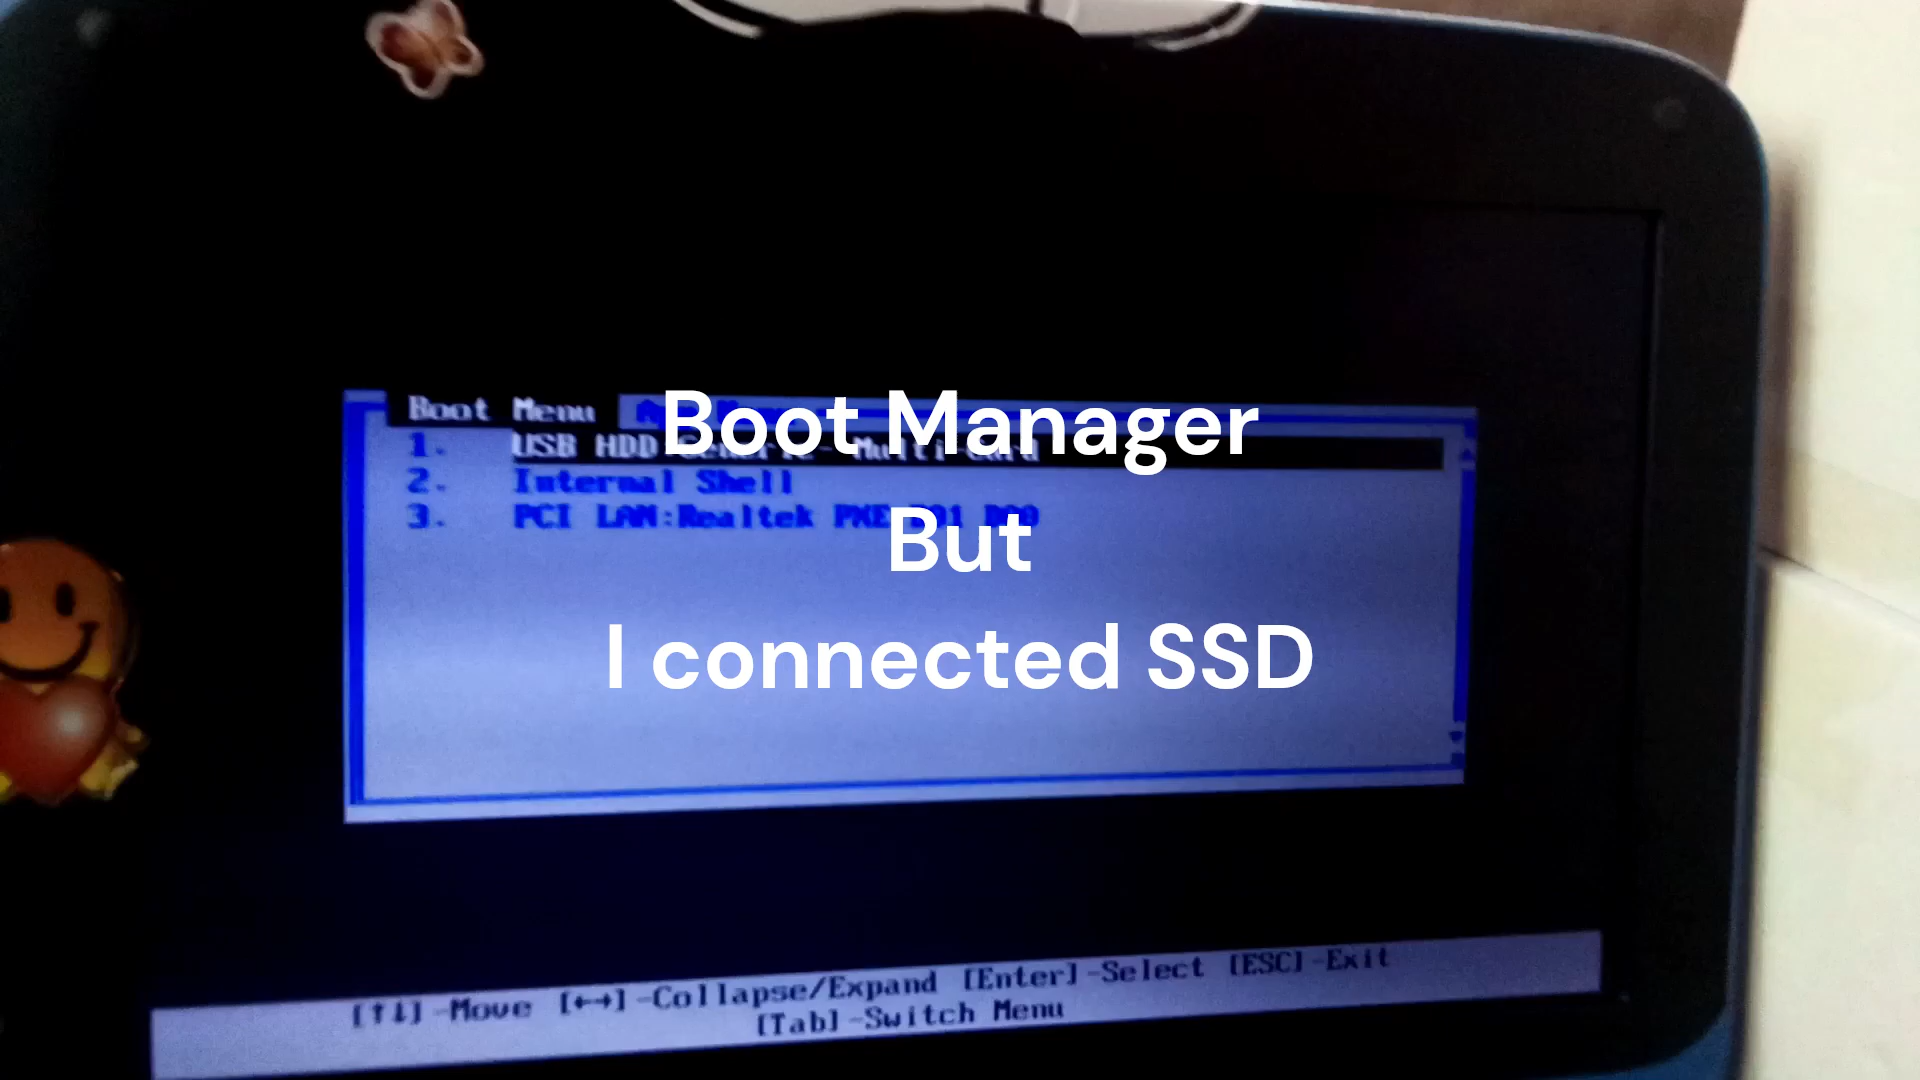 Boot Menu
Boot Manager
1. USB HDD
2. Internal Shell
3. PCI LAN:Realtek PXE
But
I connected SSD
[↑↓]-Move [←→]-Collapse/Expand [Enter]-Select [ESC]-Exit
[Tab]-Switch Menu